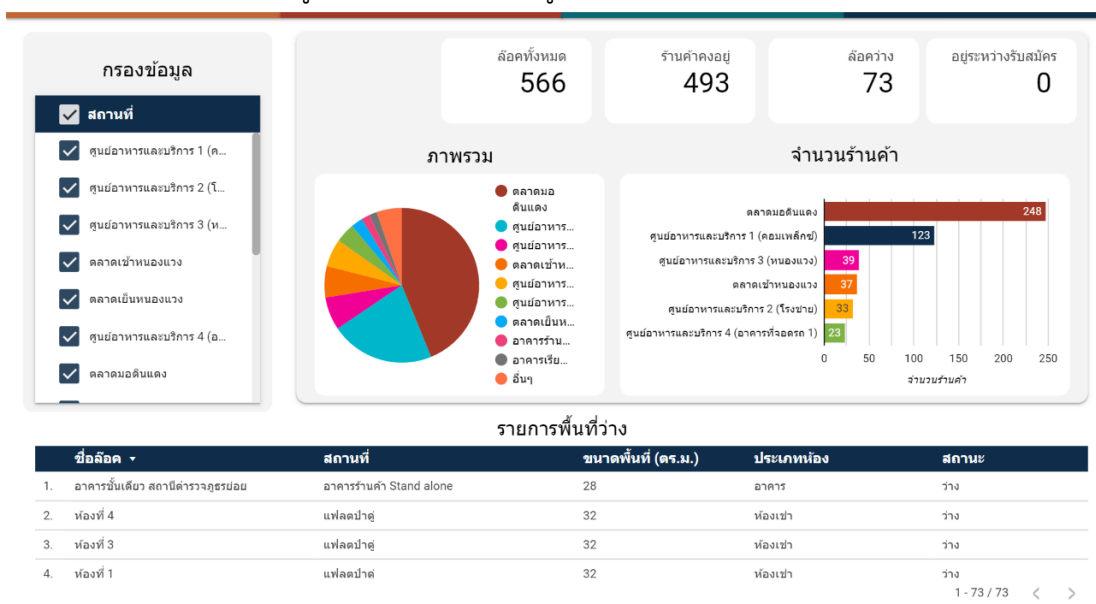 กรองข้อมูล
สถานที่
ศูนย์อาหารและบริการ 1 (ค...
ศูนย์อาหารและบริการ 2 (โ...
ศูนย์อาหารและบริการ 3 (ห...
ตลาดเช้าหนองแวง
ตลาดเย็นหนองแวง
ศูนย์อาหารและบริการ 4 (อ...
ตลาดมอดินแดง
ล๊อคทั้งหมด
566
ร้านค้าคงอยู่
493
ล๊อคว่าง
73
อยู่ระหว่างรับสมัคร
0
ภาพรวม
ตลาดมอ
ดินแดง
ศูนย์อาหาร...
ศูนย์อาหาร...
ตลาดเช้าห...
ศูนย์อาหาร...
ศูนย์อาหาร...
ตลาดเย็นห...
อาคารร้าน...
อาคารเรีย...
อื่นๆ
จำนวนร้านค้า
ตลาดมอดินแดง 248
ศูนย์อาหารและบริการ 1 (คอมเพล็กซ์) 123
ศูนย์อาหารและบริการ 3 (หนองแวง) 39
ตลาดเช้าหนองแวง 37
ศูนย์อาหารและบริการ 2 (โรงชาย) 33
ศูนย์อาหารและบริการ 4 (อาคารที่จอดรถ 1) 23
0 50 100 150 200 250
จำนวนร้านค้า
รายการพื้นที่ว่าง
ชื่อล๊อค สถานที่ ขนาดพื้นที่ (ตร.ม.) ประเภทห้อง สถานะ
1. อาคารชั้นเดียว สถานีตำรวจภูธรย่อย อาคารร้านค้า Stand alone 28 อาคาร ว่าง
2. ห้องที่ 4 แฟลตป่าดู่ 32 ห้องเช่า ว่าง
3. ห้องที่ 3 แฟลตป่าดู่ 32 ห้องเช่า ว่าง
4. ห้องที่ 1 แฟลตป่าดู่ 32 ห้องเช่า ว่าง
1 - 73 / 73